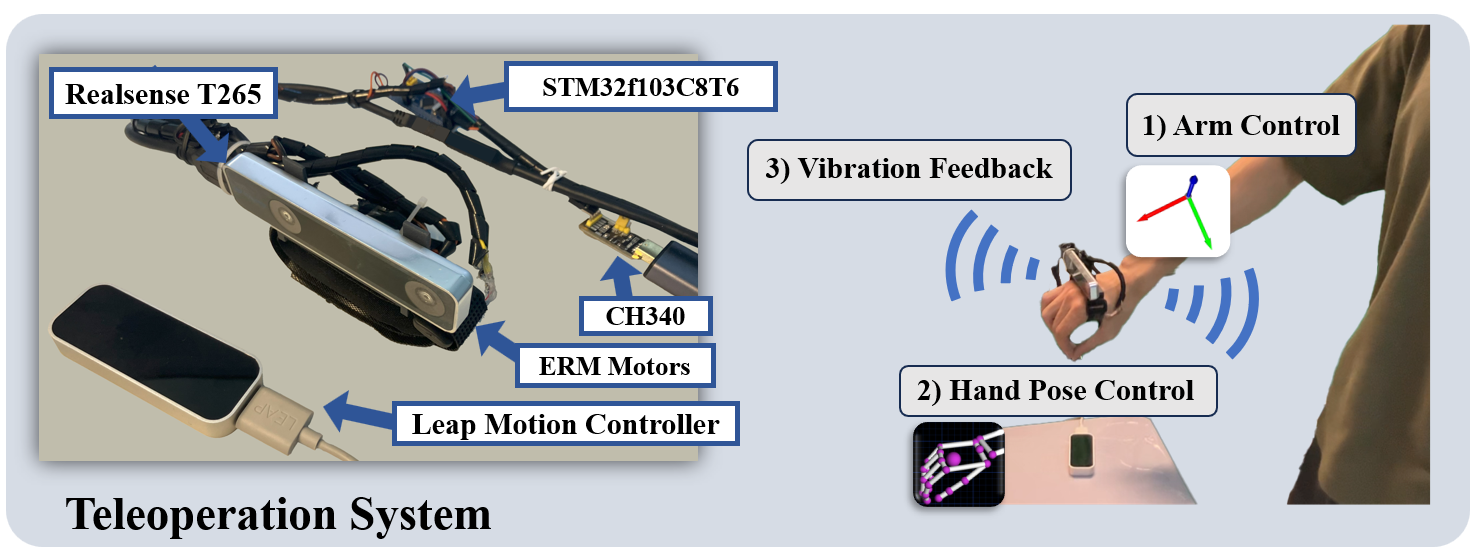 Realsense T265
STM32f103C8T6
CH340
ERM Motors
Leap Motion Controller
LEAP
3) Vibration Feedback
1) Arm Control
2) Hand Pose Control
Teleoperation System